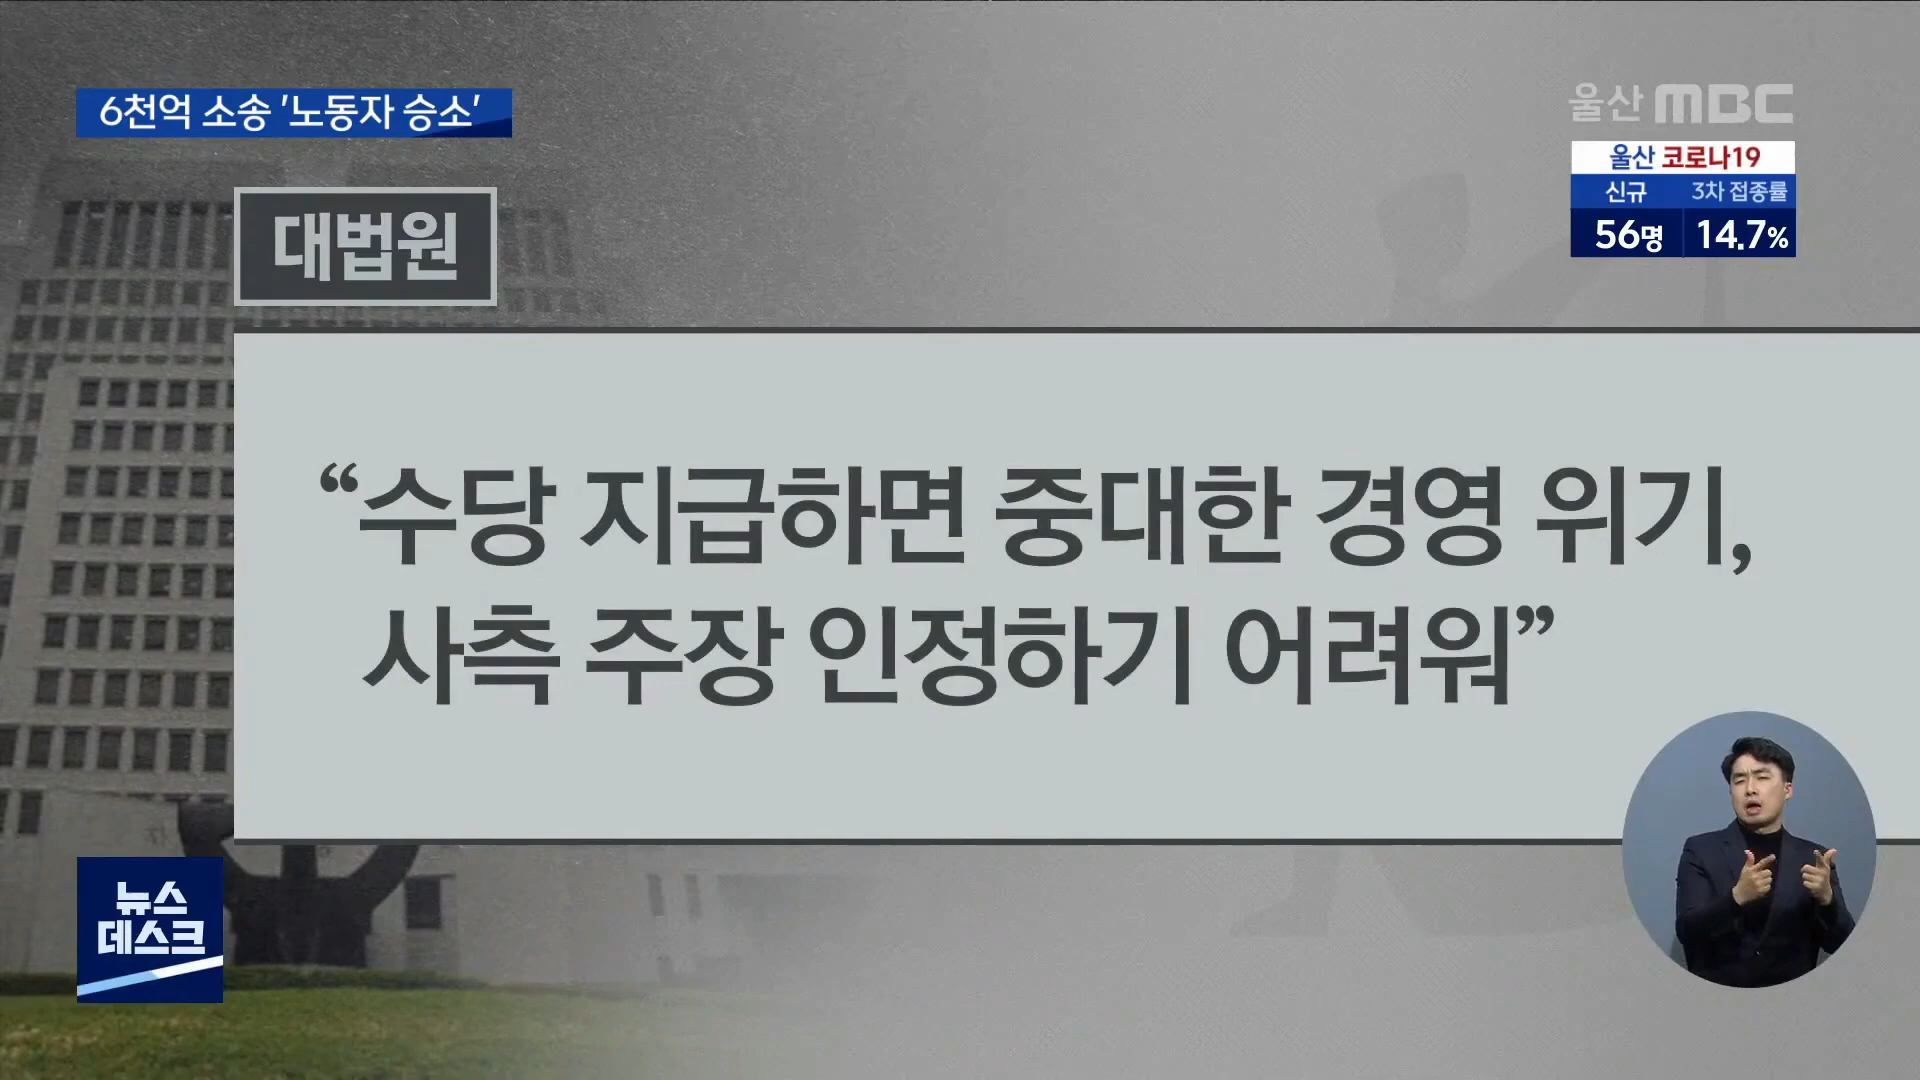 6천억 소송 '노동자 승소'
울산 MBC
울산 코로나19
신규 3차 접종률
56명 14.7%
대법원
“수당 지급하면 중대한 경영 위기,
사측 주장 인정하기 어려워”
뉴스
데스크